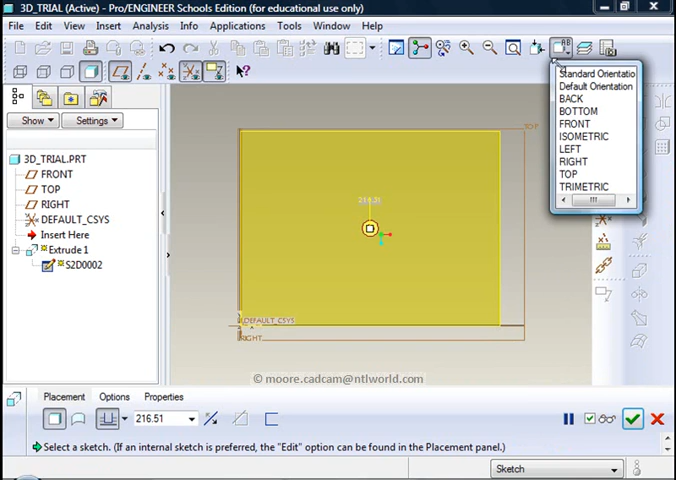 3D_TRIAL (Active) - Pro/ENGINEER Schools Edition (for educational use only)
File Edit View Insert Analysis Info Applications Tools Window Help
AB
Standard Orientatio
Default Orientation
BACK
BOTTOM
FRONT
ISOMETRIC
LEFT
RIGHT
TOP
TRIMETRIC
Show Settings
3D_TRIAL.PRT
FRONT
TOP
RIGHT
DEFAULT_CSYS
Insert Here
Extrude 1
S2D0002
TOP
DEFAULT_CSYS
RIGHT
© moore.cadcam@ntlworld.com
Placement Options Properties
216.51
Select a sketch. (If an internal sketch is preferred, the "Edit" option can be found in the Placement panel.)
Sketch